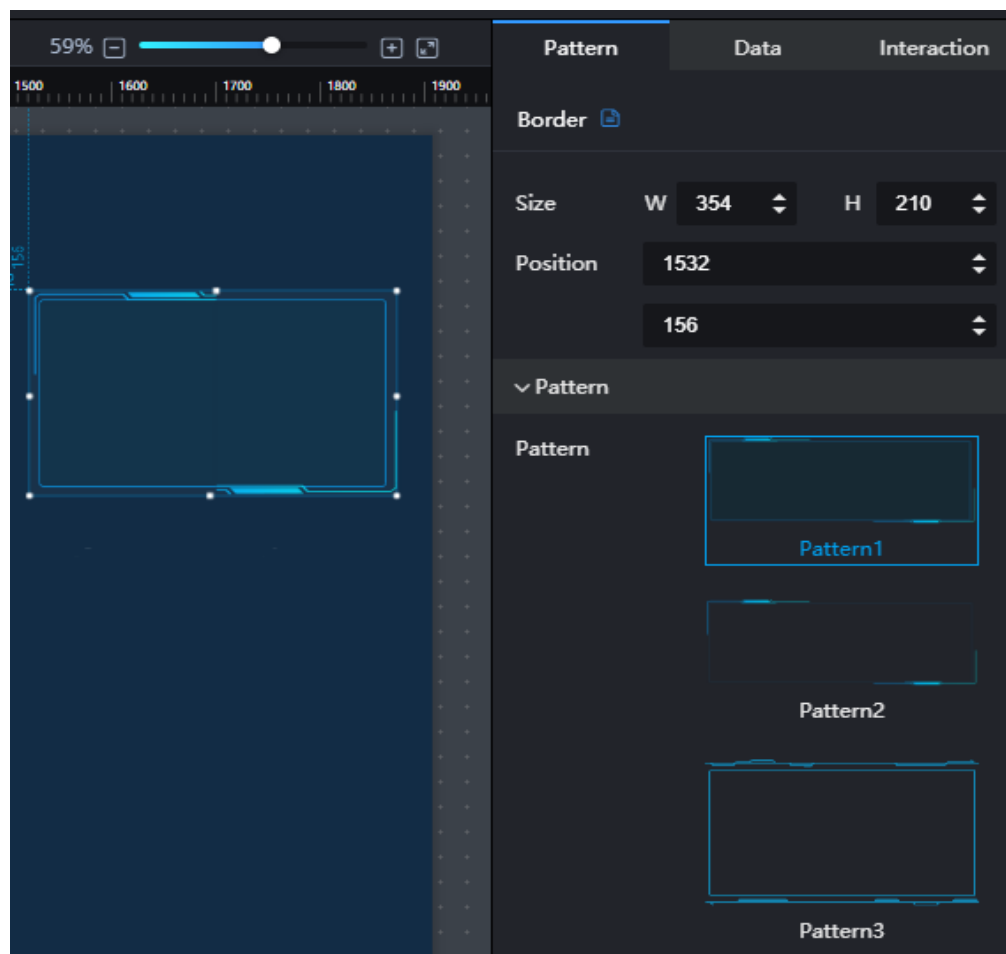 59%
1500 1600 1700 1800 1900
156
Pattern Data Interaction
Border
Size W 354 H 210
Position 1532
156
Pattern
Pattern
Pattern1
Pattern2
Pattern3